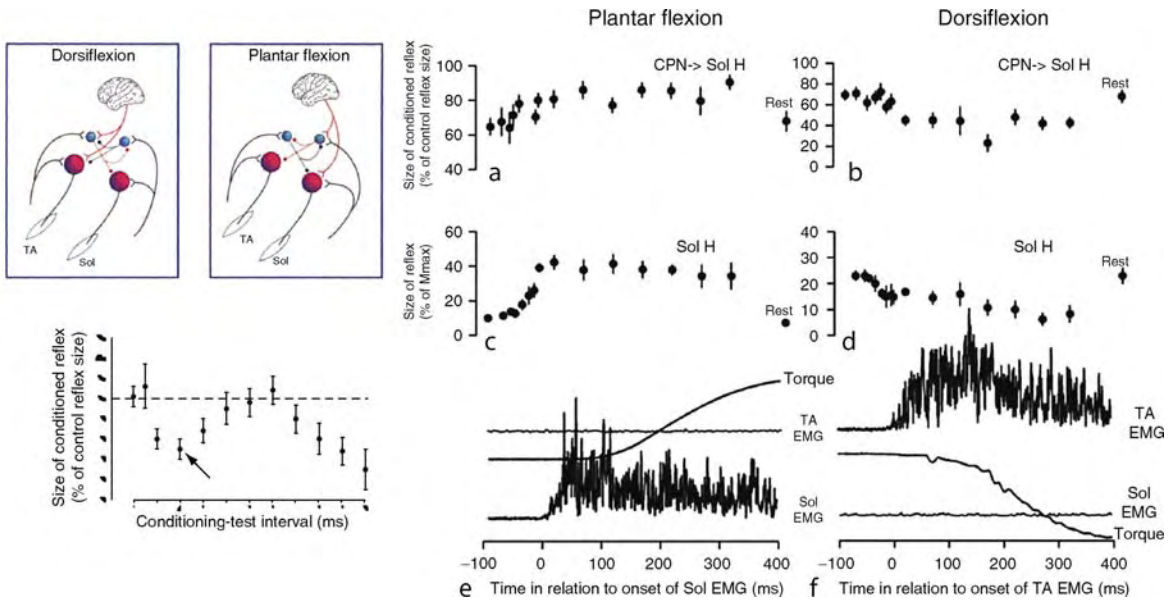 Plantar flexion
Dorsiflexion
Dorsiflexion
Plantar flexion
TA
Sol
TA
Sol
Size of conditioned reflex
(% of control reflex size)
Conditioning-test interval (ms)
Size of conditioned reflex
(% of control reflex size)
100
80
60
40
CPN-> Sol H
Rest
a
100
80
60
40
20
0
CPN-> Sol H
Rest
b
Size of reflex
(% of Mmax)
60
40
20
0
Sol H
Rest
c
40
30
20
10
0
Sol H
Rest
d
Torque
TA
EMG
Sol
EMG
−100 0 100 200 300 400
e Time in relation to onset of Sol EMG (ms)
TA
EMG
Sol
EMG
Torque
−100 0 100 200 300 400
f Time in relation to onset of TA EMG (ms)